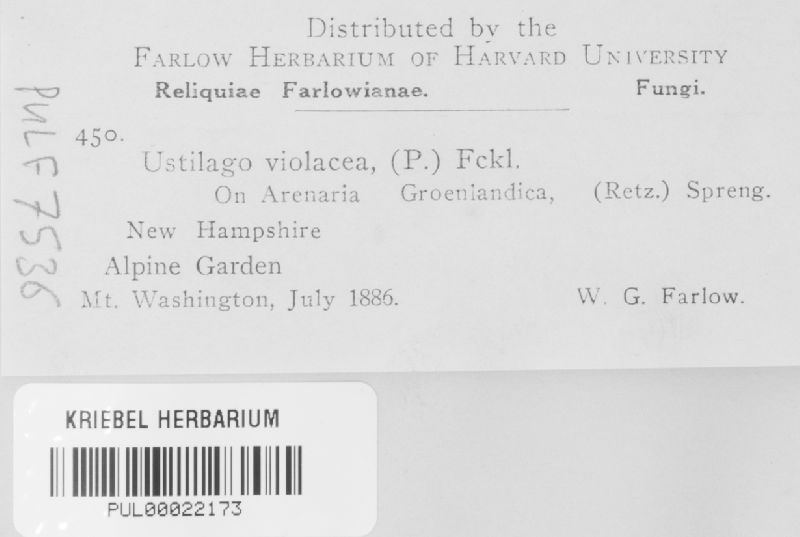 Distributed by the
FARLOW HERBARIUM OF HARVARD UNIVERSITY
Reliquiae Farlowianae. Fungi.
450.
Ustilago violacea, (P.) Fckl.
On Arenaria Groenlandica, (Retz.) Spreng.
New Hampshire
Alpine Garden
Mt. Washington, July 1886. W. G. Farlow.
PUL F 7536
KRIEBEL HERBARIUM
PUL00022173